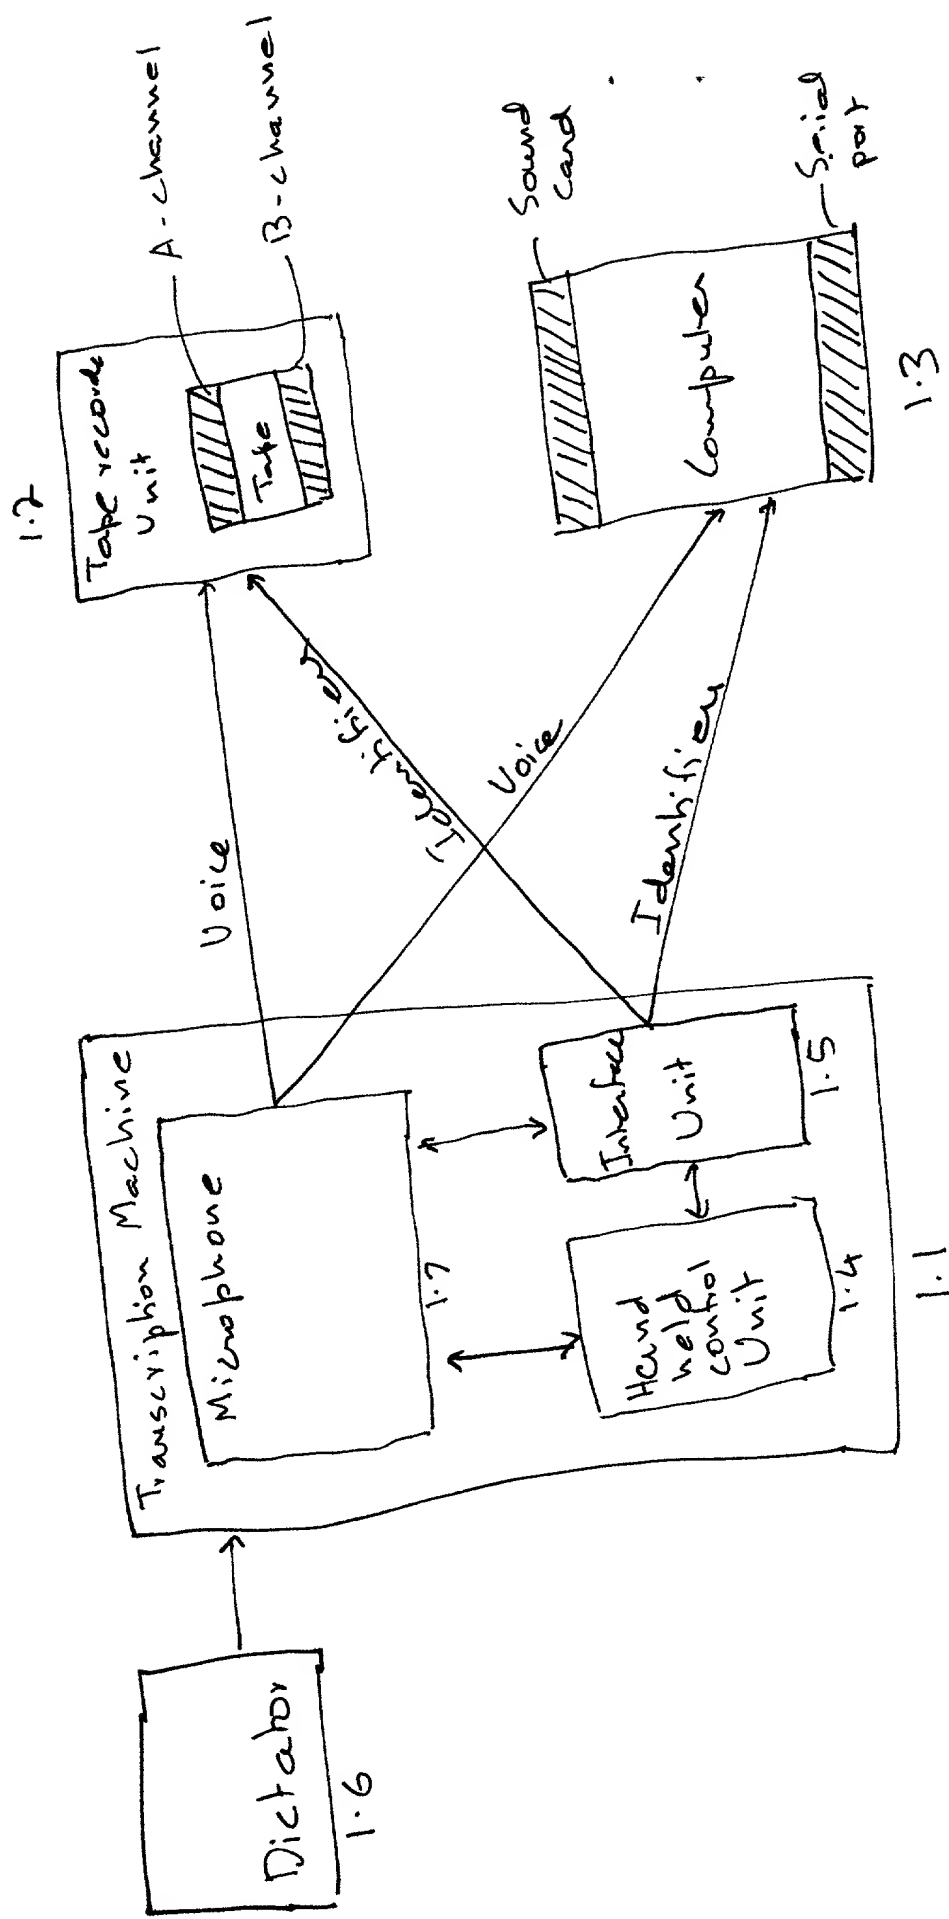 Dictator
1.6
Transcription Machine
Microphone
1.7
Hand
held
control
Unit
1.4
Interface
Unit
1.5
1.1
Voice
Identifier
Voice
Identifier
1.2
Tape recorde
Unit
Tape
A-channel
B-channel
Sound
card
Computer
Serial
port
1.3